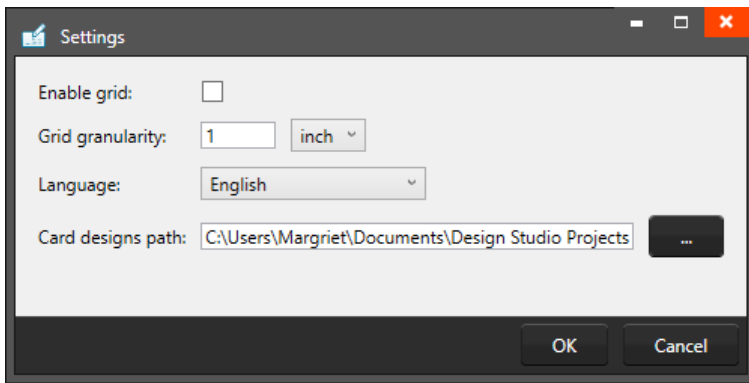 Settings
Enable grid:
Grid granularity: 1 inch
Language: English
Card designs path: C:\Users\Margriet\Documents\Design Studio Projects ...
OK Cancel